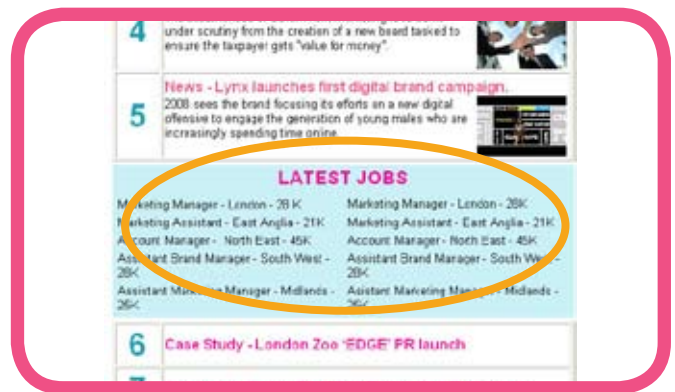 4
under scrutiny from the creation of a new board tasked to
ensure the taxpayer gets "value for money".
News - Lynx launches first digital brand campaign.
5
2008 sees the brand focusing its efforts on a new digital
offensive to engage the generation of young males who are
increasingly spending time online.
LATEST JOBS
Marketing Manager - London - 28 K
Marketing Assistant - East Anglia - 21K
Account Manager - North East - 45K
Assistant Brand Manager - South West -
28K
Assistant Marketing Manager - Midlands -
26K
Marketing Manager - London - 28K
Marketing Assistant - East Anglia - 21K
Account Manager - North East - 45K
Assistant Brand Manager - South West -
28K
Asistant Marketing Manager - Midlands -
26K
6
Case Study - London Zoo 'EDGE' PR launch